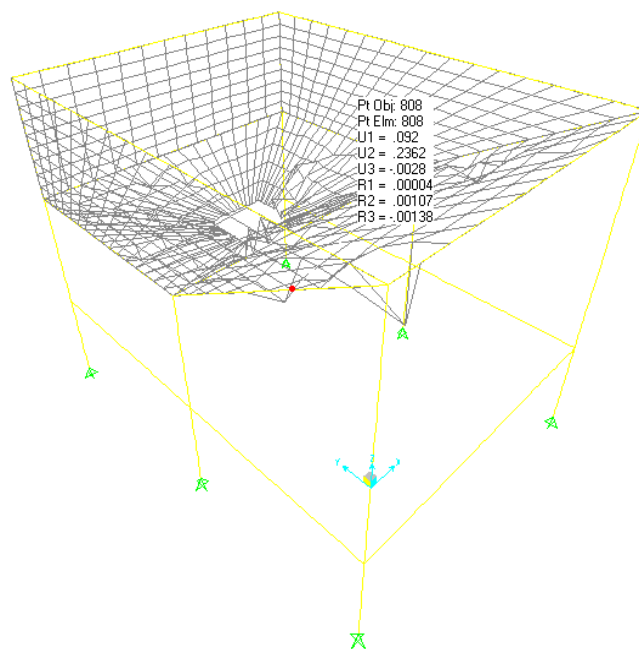 Pt Obj: 808
Pt Elm: 808
U1 = .092
U2 = .2362
U3 = -.0028
R1 = .00004
R2 = .00107
R3 = -.00138
Z
Y
X